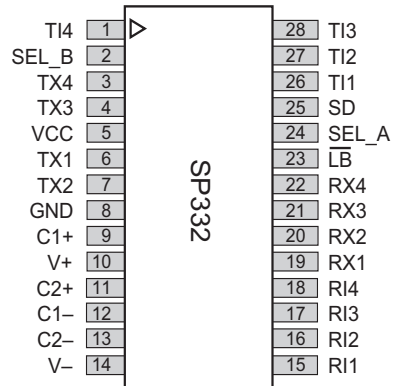 TI4 1 28 TI3
SEL_B 2 27 TI2
TX4 3 26 TI1
TX3 4 25 SD
VCC 5 24 SEL_A
TX1 6 23 L̅B̅
TX2 7 22 RX4
GND 8 21 RX3
C1+ 9 20 RX2
V+ 10 19 RX1
C2+ 11 18 RI4
C1– 12 17 RI3
C2– 13 16 RI2
V– 14 15 RI1
SP332